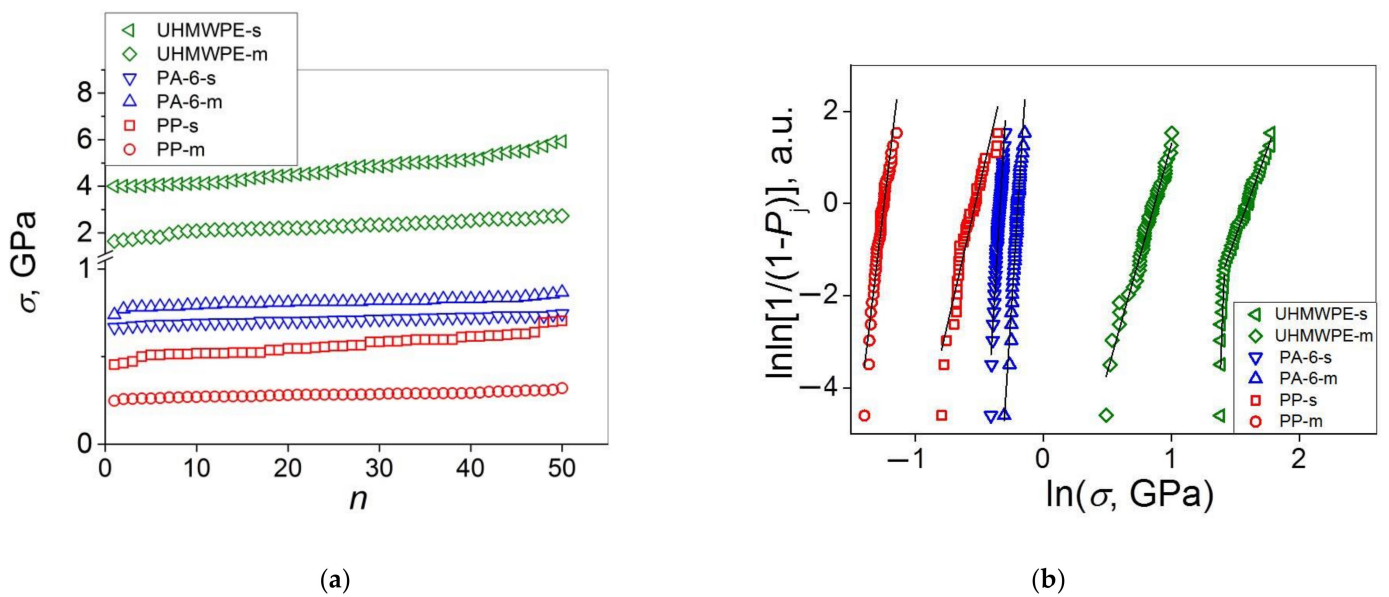 UHMWPE-s
UHMWPE-m
PA-6-s
PA-6-m
PP-s
PP-m
8
6
4
2
1
0
σ, GPa
0 10 20 30 40 50
n
(a)
lnln[1/(1-Pj)], a.u.
2
0
–2
–4
UHMWPE-s
UHMWPE-m
PA-6-s
PA-6-m
PP-s
PP-m
–1 0 1 2
ln(σ, GPa)
(b)